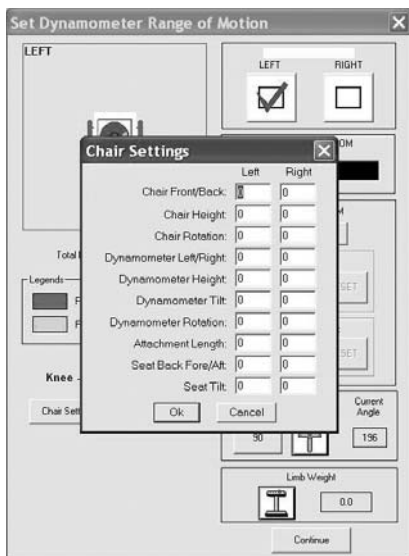 Set Dynamometer Range of Motion
LEFT
LEFT RIGHT
Chair Settings
Left Right
Chair Front/Back: 0 0
Chair Height: 0 0
Chair Rotation: 0 0
Dynamometer Left/Right: 0 0
Dynamometer Height: 0 0
Dynamometer Tilt: 0 0
Dynamometer Rotation: 0 0
Attachment Length: 0 0
Seat Back Fore/Aft: 0 0
Seat Tilt: 0 0
Ok Cancel
OM
M
Total
Legends
SET
SET
Knee -
Chair Sett
Current
Angle
90 196
Limb Weight
0.0
Continue